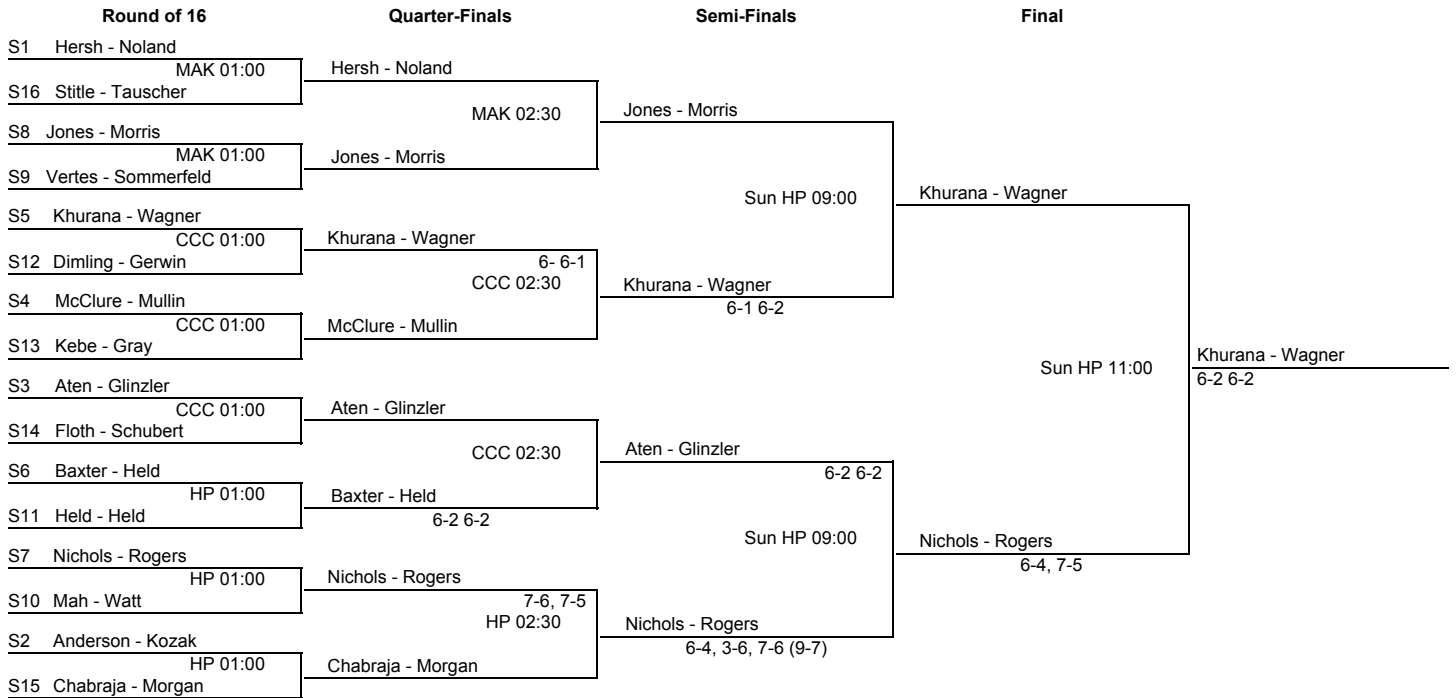 Round of 16 Quarter-Finals Semi-Finals Final
S1 Hersh - Noland
MAK 01:00
S16 Stitle - Tauscher
S8 Jones - Morris
MAK 01:00
S9 Vertes - Sommerfeld
S5 Khurana - Wagner
CCC 01:00
S12 Dimling - Gerwin
S4 McClure - Mullin
CCC 01:00
S13 Kebe - Gray
S3 Aten - Glinzler
CCC 01:00
S14 Floth - Schubert
S6 Baxter - Held
HP 01:00
S11 Held - Held
S7 Nichols - Rogers
HP 01:00
S10 Mah - Watt
S2 Anderson - Kozak
HP 01:00
S15 Chabraja - Morgan
Hersh - Noland
MAK 02:30
Jones - Morris
Khurana - Wagner
6- 6-1
CCC 02:30
McClure - Mullin
Aten - Glinzler
CCC 02:30
Baxter - Held
6-2 6-2
Nichols - Rogers
7-6, 7-5
HP 02:30
Chabraja - Morgan
Jones - Morris
Sun HP 09:00
Khurana - Wagner
6-1 6-2
Aten - Glinzler
6-2 6-2
Sun HP 09:00
Nichols - Rogers
6-4, 3-6, 7-6 (9-7)
Khurana - Wagner
Sun HP 11:00
Nichols - Rogers
6-4, 7-5
Khurana - Wagner
6-2 6-2